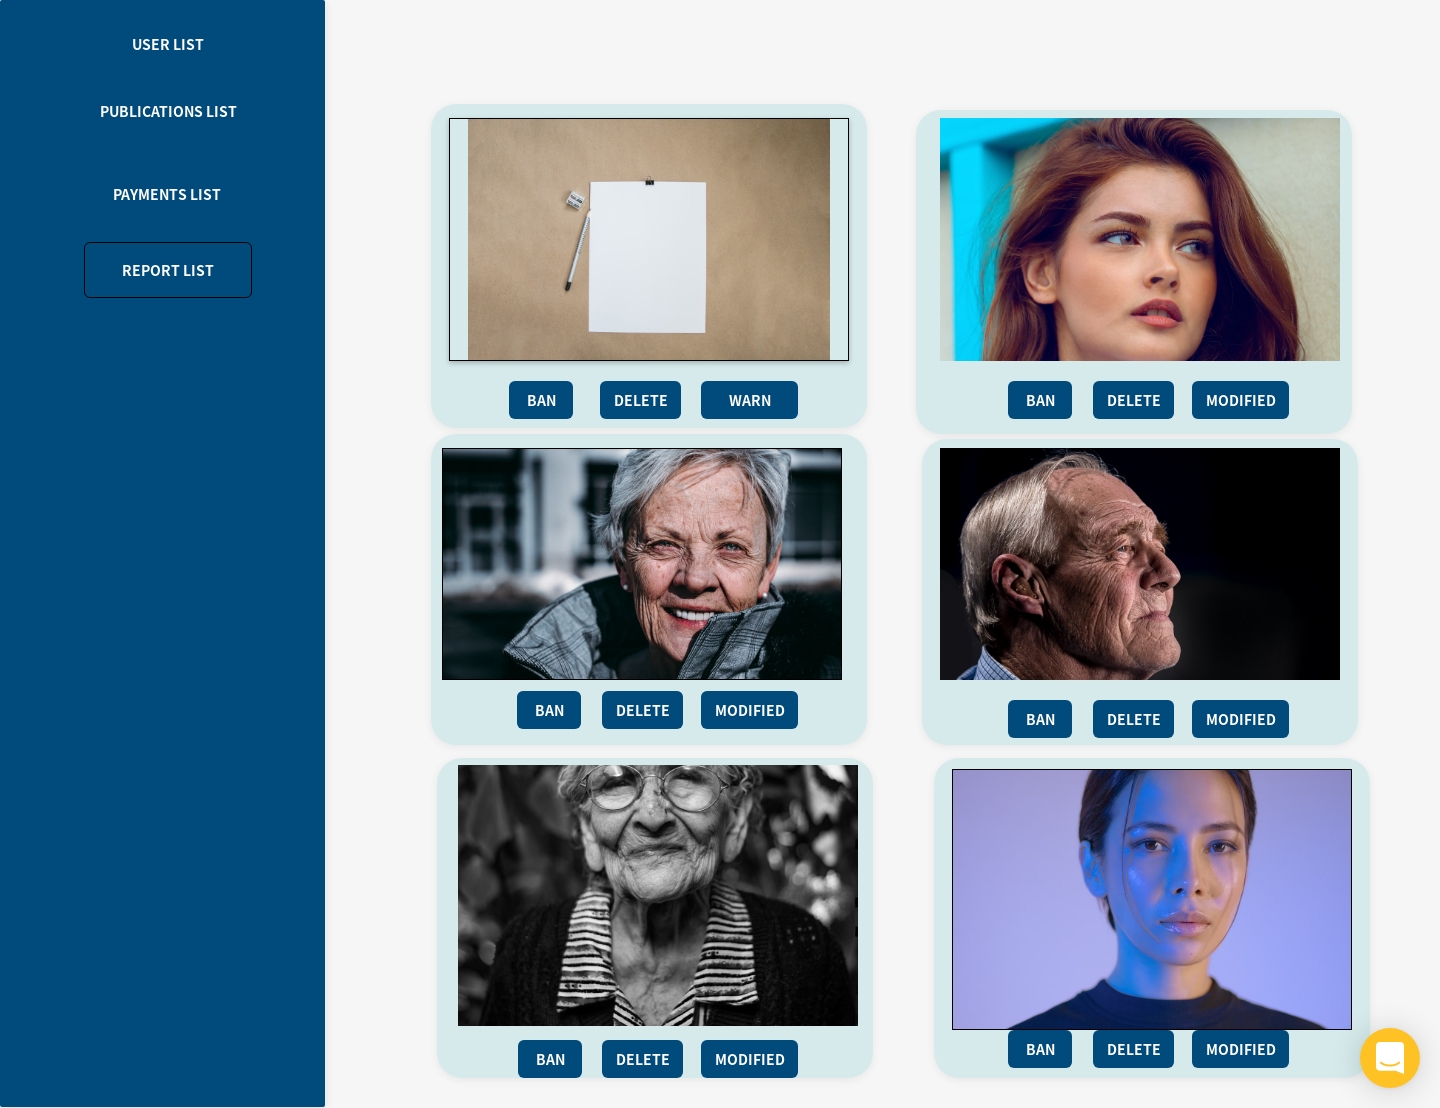 USER LIST
PUBLICATIONS LIST
PAYMENTS LIST
REPORT LIST
BAN DELETE WARN
BAN DELETE MODIFIED
BAN DELETE MODIFIED
BAN DELETE MODIFIED
BAN DELETE MODIFIED
BAN DELETE MODIFIED